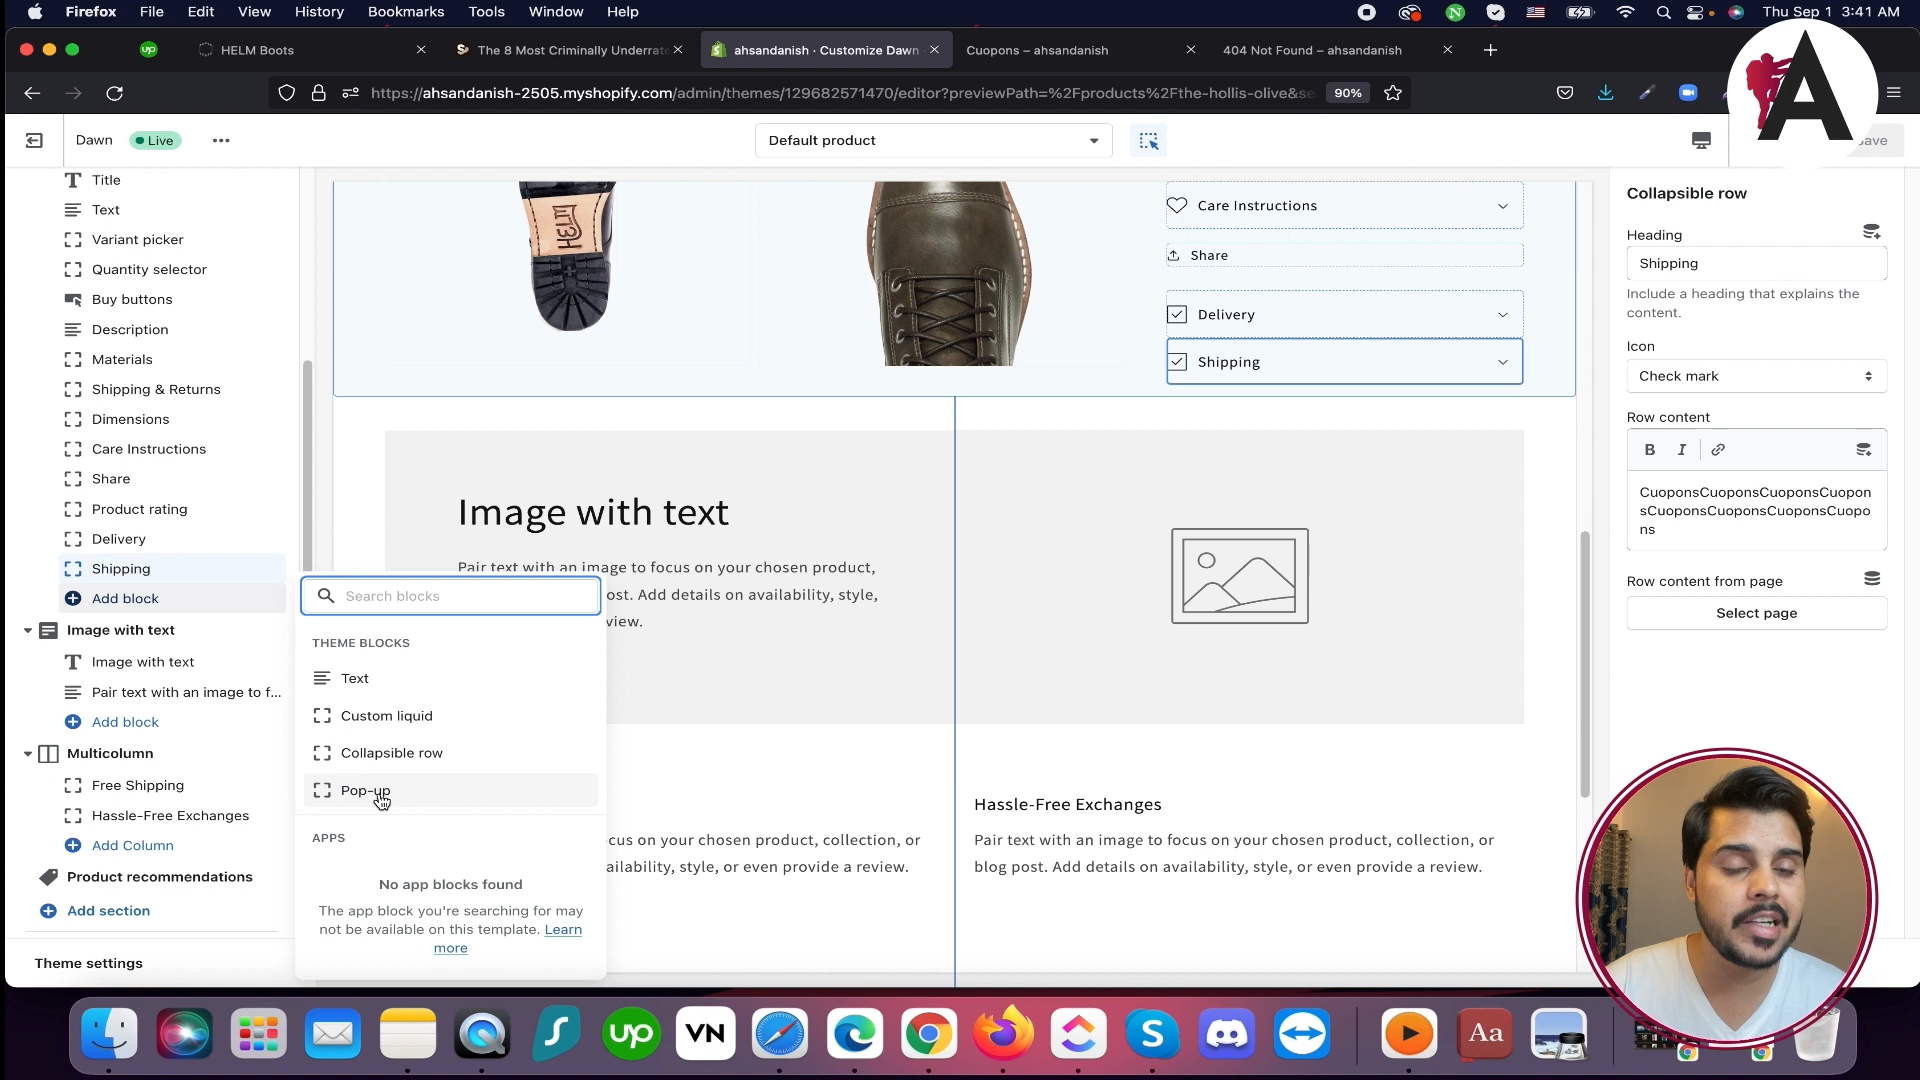 Firefox File Edit View History Bookmarks Tools Window Help
Thu Sep 1 3:41 AM
up
HELM Boots
The 8 Most Criminally Underrate
ahsandanish · Customize Dawn
Cuopons – ahsandanish
404 Not Found – ahsandanish
https://ahsandanish-2505.myshopify.com/admin/themes/129682571470/editor?previewPath=%2Fproducts%2Fthe-hollis-olive&se
90%
A
Dawn
Live
Default product
Save
Title
Text
Variant picker
Quantity selector
Buy buttons
Description
Materials
Shipping & Returns
Dimensions
Care Instructions
Share
Product rating
Delivery
Shipping
Add block
Image with text
Image with text
Pair text with an image to f...
Add block
Multicolumn
Free Shipping
Hassle-Free Exchanges
Add Column
Product recommendations
Add section
Theme settings
Search blocks
THEME BLOCKS
Text
Custom liquid
Collapsible row
Pop-up
APPS
No app blocks found
The app block you're searching for may
not be available on this template. Learn
more
HELM
Care Instructions
Share
Delivery
Shipping
Image with text
Pair text with an image to focus on your chosen product,
ost. Add details on availability, style,
view.
cus on your chosen product, collection, or
ailability, style, or even provide a review.
Hassle-Free Exchanges
Pair text with an image to focus on your chosen product, collection, or
blog post. Add details on availability, style, or even provide a review.
Collapsible row
Heading
Shipping
Include a heading that explains the
content.
Icon
Check mark
Row content
B I
CuoponsCuoponsCuoponsCuopon
sCuoponsCuoponsCuoponsCuopo
ns
Row content from page
Select page
up
VN
S
Aa